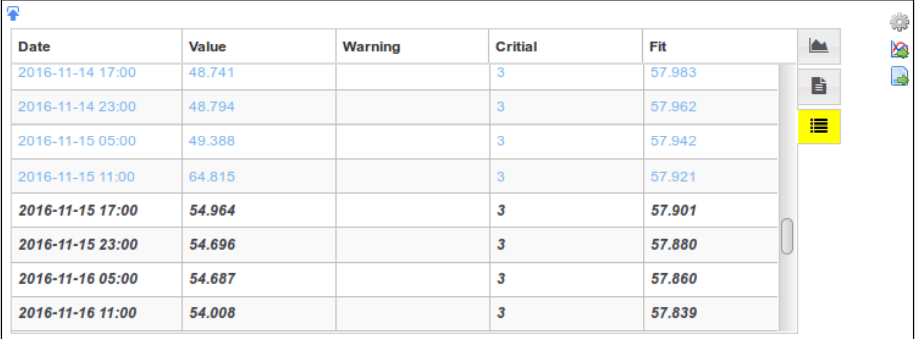 Date Value Warning Critial Fit
2016-11-14 17:00 48.741 3 57.983
2016-11-14 23:00 48.794 3 57.962
2016-11-15 05:00 49.388 3 57.942
2016-11-15 11:00 64.815 3 57.921
2016-11-15 17:00 54.964 3 57.901
2016-11-15 23:00 54.696 3 57.880
2016-11-16 05:00 54.687 3 57.860
2016-11-16 11:00 54.008 3 57.839